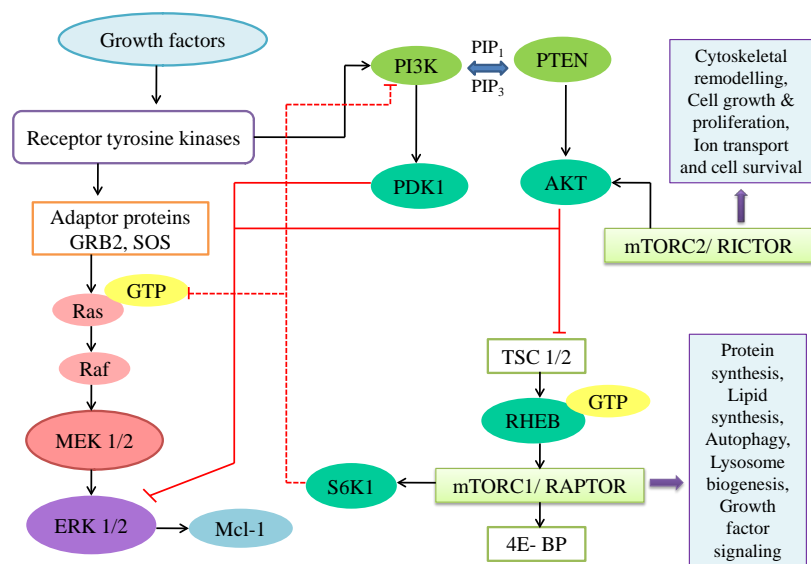 Growth factors
Receptor tyrosine kinases
Adaptor proteins
GRB2, SOS
GTP
Ras
Raf
MEK 1/2
ERK 1/2
Mcl-1
PI3K
PIP1
PIP3
PTEN
PDK1
AKT
Cytoskeletal
remodelling,
Cell growth &
proliferation,
Ion transport
and cell survival
mTORC2/ RICTOR
TSC 1/2
GTP
RHEB
S6K1
mTORC1/ RAPTOR
4E- BP
Protein
synthesis,
Lipid
synthesis,
Autophagy,
Lysosome
biogenesis,
Growth
factor
signaling